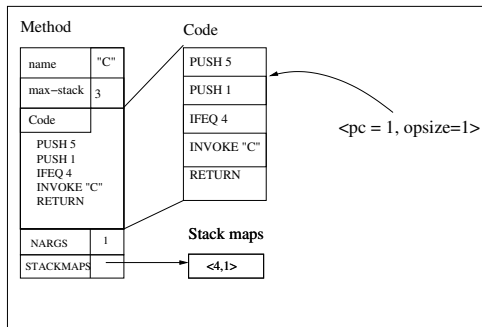 Method
name "C"
max-stack 3
Code
PUSH 5
PUSH 1
IFEQ 4
INVOKE "C"
RETURN
NARGS 1
STACKMAPS
Code
PUSH 5
PUSH 1
IFEQ 4
INVOKE "C"
RETURN
<pc = 1, opsize=1>
Stack maps
<4,1>